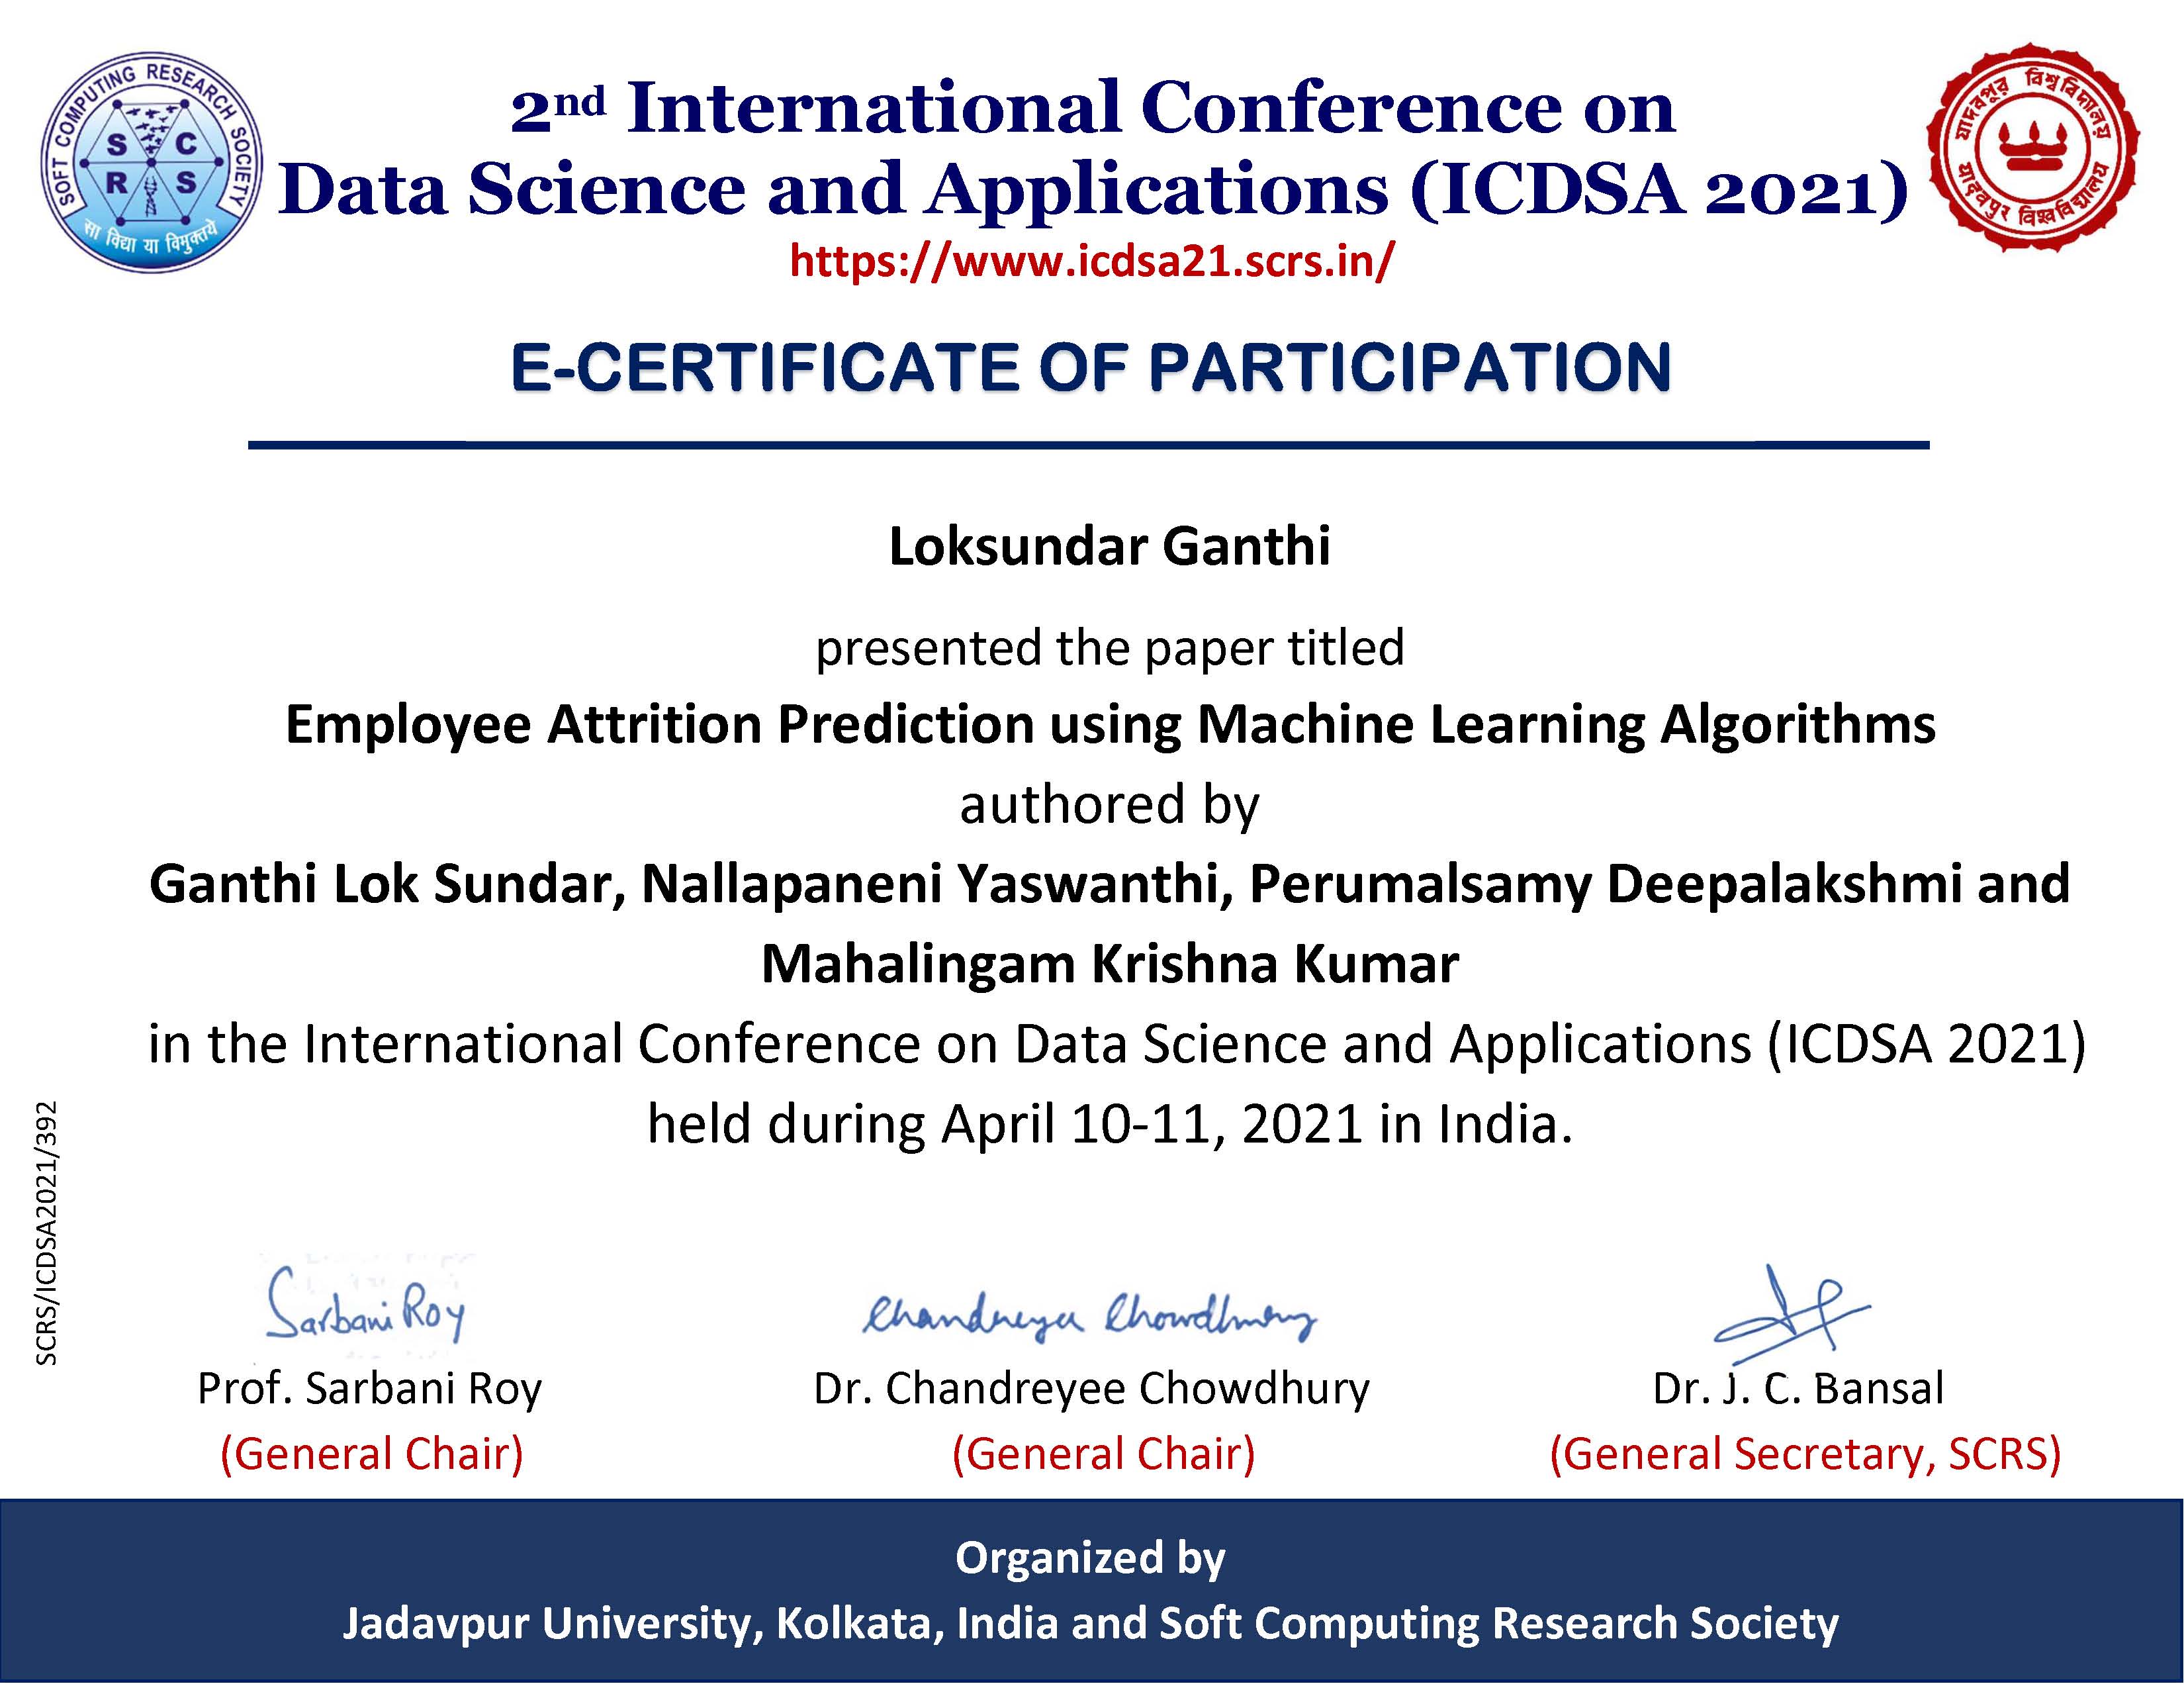 SOFT COMPUTING RESEARCH SOCIETY
S C
R S
सा विद्या या विमुक्तये
2nd International Conference on
Data Science and Applications (ICDSA 2021)
https://www.icdsa21.scrs.in/
যাদবপুর বিশ্ববিদ্যালয়
यादवपुर विश्वविद्यालय
E-CERTIFICATE OF PARTICIPATION
Loksundar Ganthi
presented the paper titled
Employee Attrition Prediction using Machine Learning Algorithms
authored by
Ganthi Lok Sundar, Nallapaneni Yaswanthi, Perumalsamy Deepalakshmi and
Mahalingam Krishna Kumar
in the International Conference on Data Science and Applications (ICDSA 2021)
held during April 10-11, 2021 in India.
SCRS/ICDSA2021/392
Sarbani Roy
Chandreyee Chowdhury
Prof. Sarbani Roy
Dr. Chandreyee Chowdhury
Dr. J. C. Bansal
(General Chair)
(General Chair)
(General Secretary, SCRS)
Organized by
Jadavpur University, Kolkata, India and Soft Computing Research Society